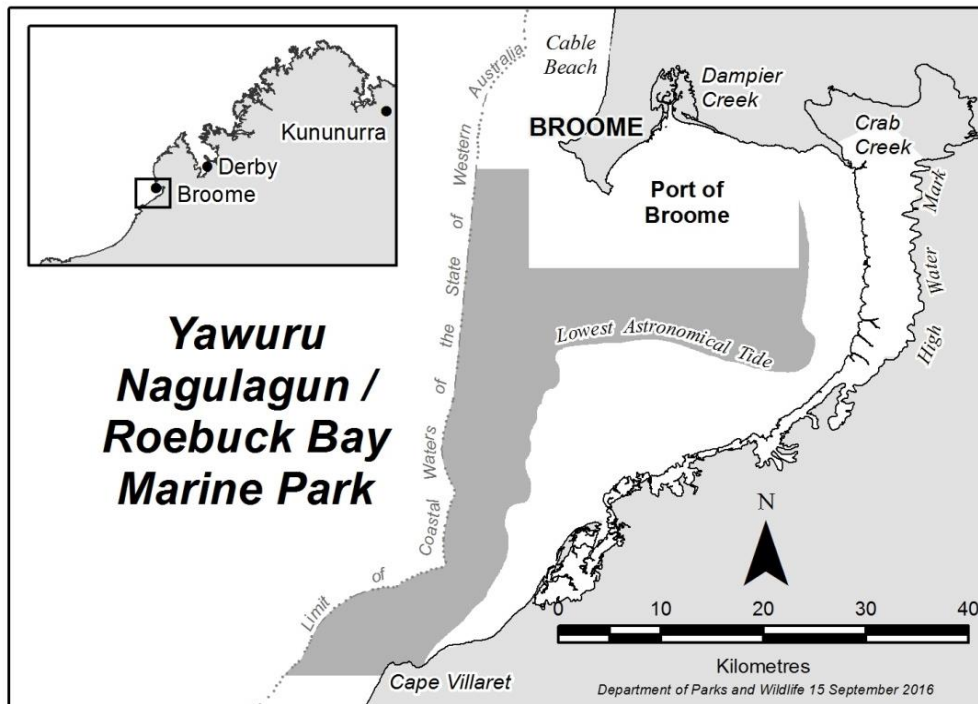 Kununurra
Derby
Broome
Cable
Beach
Dampier
Creek
BROOME
Crab
Creek
Port of
Broome
High Water Mark
Lowest Astronomical Tide
Limit of Coastal Waters of the State of Western Australia
Yawuru
Nagulagun /
Roebuck Bay
Marine Park
N
0 10 20 30 40
Kilometres
Cape Villaret
Department of Parks and Wildlife 15 September 2016